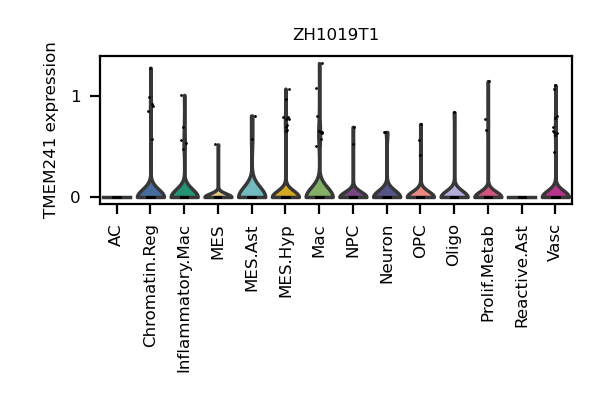 ZH1019T1
TMEM241 expression
1
0
AC
Chromatin.Reg
Inflammatory.Mac
MES
MES.Ast
MES.Hyp
Mac
NPC
Neuron
OPC
Oligo
Prolif.Metab
Reactive.Ast
Vasc